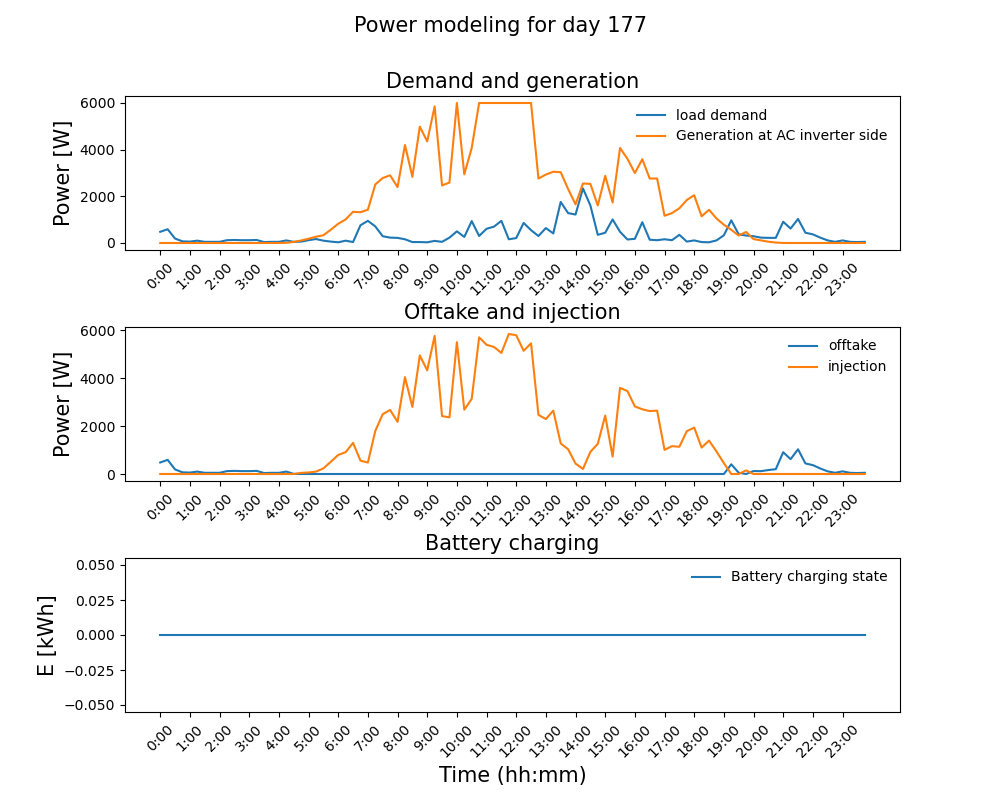 Power modeling for day 177
Demand and generation
Power [W]
6000
4000
2000
0
load demand
Generation at AC inverter side
0:00 1:00 2:00 3:00 4:00 5:00 6:00 7:00 8:00 9:00 10:00 11:00 12:00 13:00 14:00 15:00 16:00 17:00 18:00 19:00 20:00 21:00 22:00 23:00
Offtake and injection
Power [W]
6000
4000
2000
0
offtake
injection
0:00 1:00 2:00 3:00 4:00 5:00 6:00 7:00 8:00 9:00 10:00 11:00 12:00 13:00 14:00 15:00 16:00 17:00 18:00 19:00 20:00 21:00 22:00 23:00
Battery charging
E [kWh]
0.050
0.025
0.000
−0.025
−0.050
Battery charging state
0:00 1:00 2:00 3:00 4:00 5:00 6:00 7:00 8:00 9:00 10:00 11:00 12:00 13:00 14:00 15:00 16:00 17:00 18:00 19:00 20:00 21:00 22:00 23:00
Time (hh:mm)